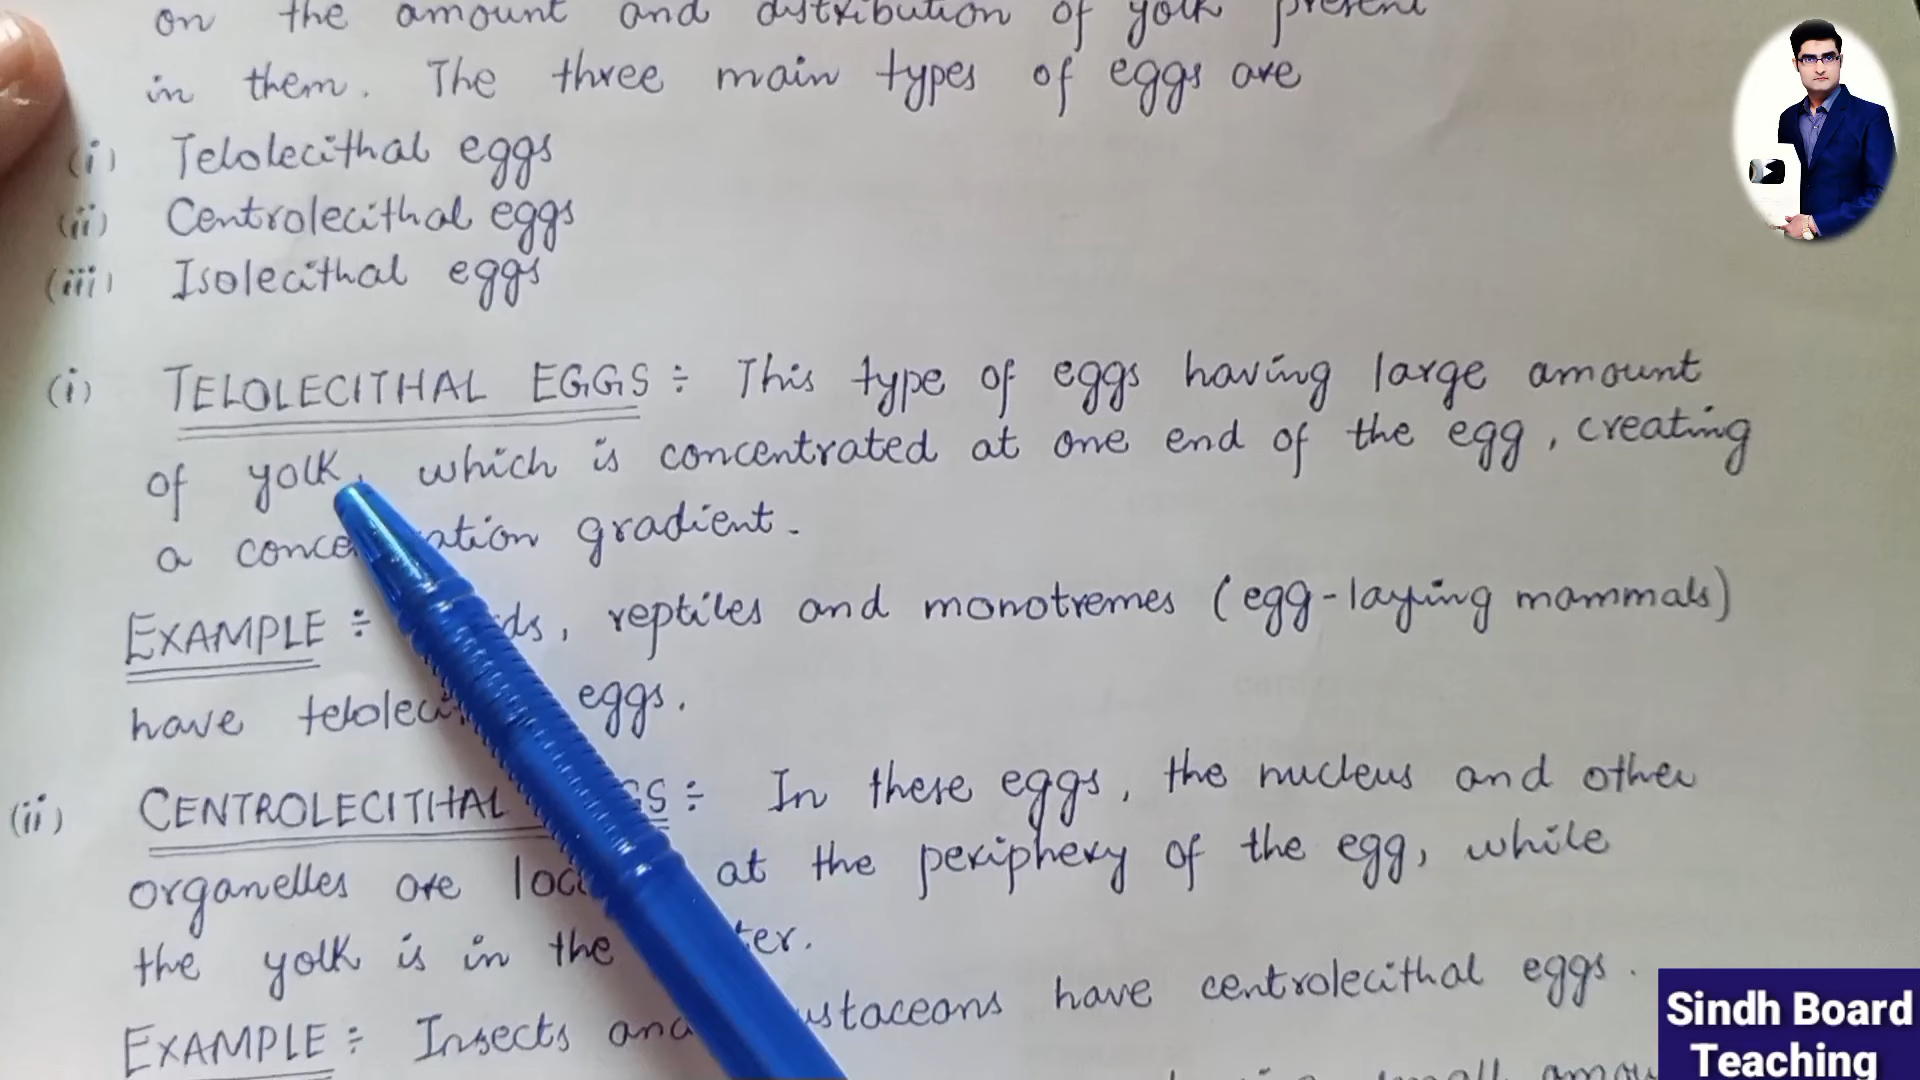 on the amount and distribution of yolk present
in them. The three main types of eggs are
(i) Telolecithal eggs
(ii) Centrolecithal eggs
(iii) Isolecithal eggs
(i) TELOLECITHAL EGGS ÷ This type of eggs having large amount
of yolk, which is concentrated at one end of the egg, creating
a gradient.
EXAMPLE ÷ reptiles and monotremes (egg-laying mammals)
have eggs.
(ii) CENTROLECITHAL ÷ In these eggs, the nucleus and other
organelles are at the periphery of the egg, while
the yolk is in the
EXAMPLE ÷ Insects have centrolecithal eggs.
small
Sindh Board
Teaching